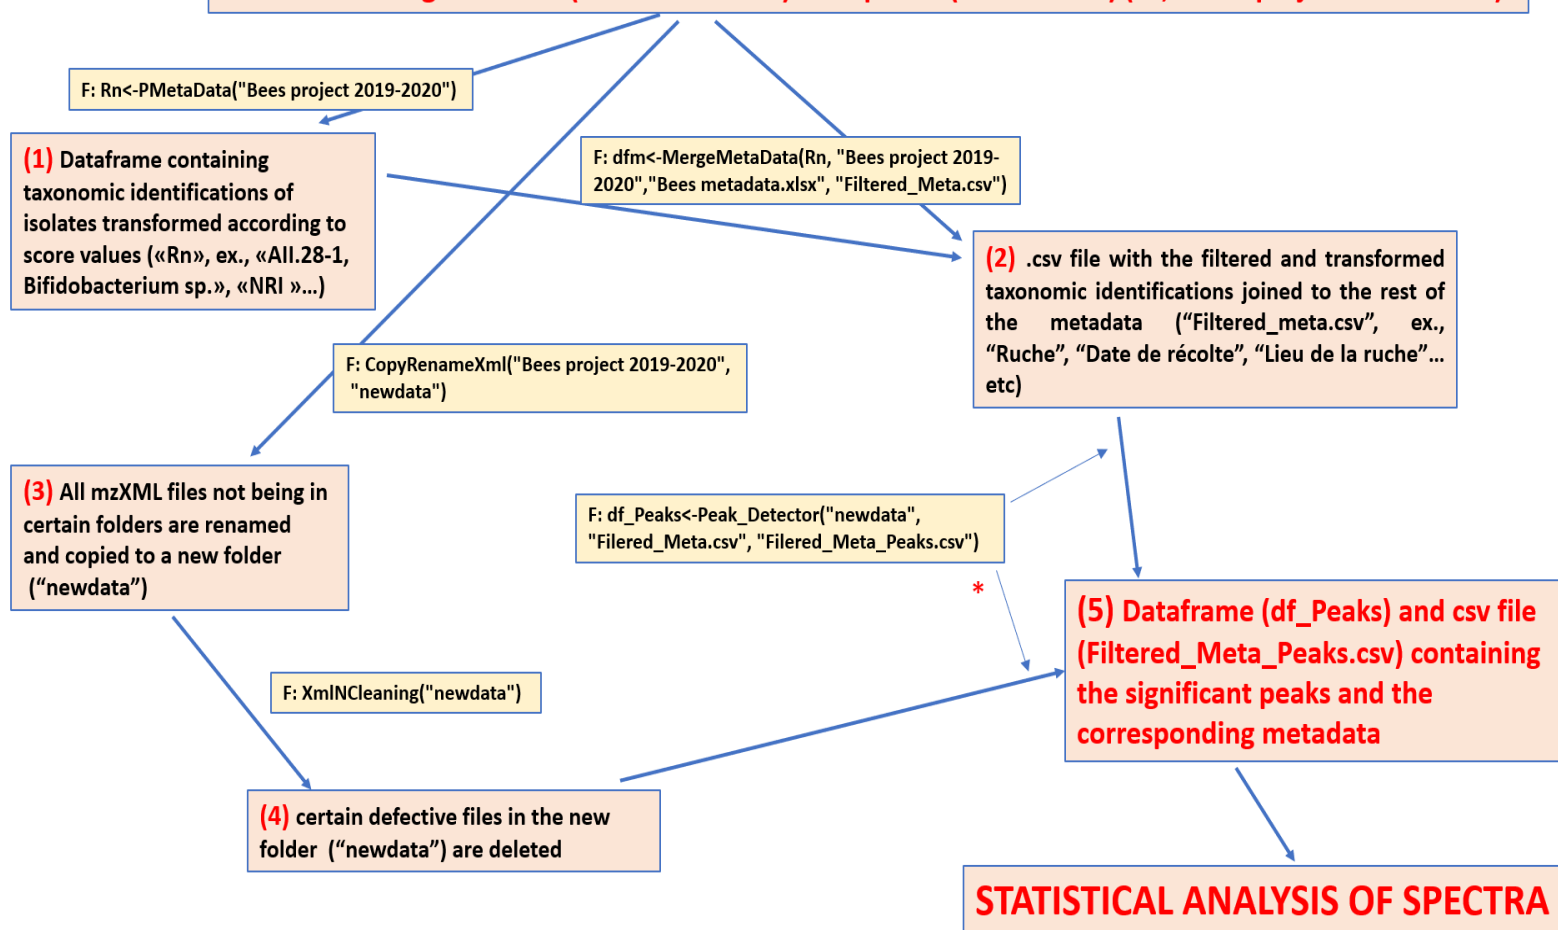 F: Rn<-PMetaData("Bees project 2019-2020")
(1) Dataframe containing
taxonomic identifications of
isolates transformed according to
score values («Rn», ex., «AII.28-1,
Bifidobacterium sp.», «NRI »...)
F: dfm<-MergeMetaData(Rn, "Bees project 2019-
2020","Bees metadata.xlsx", "Filtered_Meta.csv")
(2) .csv file with the filtered and transformed
taxonomic identifications joined to the rest of
the metadata (“Filtered_meta.csv”, ex.,
“Ruche”, “Date de récolte”, “Lieu de la ruche”...
etc)
F: CopyRenameXml("Bees project 2019-2020",
"newdata")
(3) All mzXML files not being in
certain folders are renamed
and copied to a new folder
(“newdata”)
F: df_Peaks<-Peak_Detector("newdata",
"Filered_Meta.csv", "Filered_Meta_Peaks.csv")
*
(5) Dataframe (df_Peaks) and csv file
(Filtered_Meta_Peaks.csv) containing
the significant peaks and the
corresponding metadata
F: XmlNCleaning("newdata")
(4) certain defective files in the new
folder (“newdata”) are deleted
STATISTICAL ANALYSIS OF SPECTRA